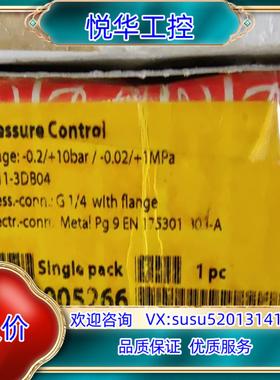 悦华工控
essure Control
ge: -0.2/+10bar / -0.02/+1MPa
1-3DB04
ess.-conn.: G 1/4 with flange
ectr.-conn. Metal Pg 9 EN 175301 -A
Single pack
1 pc
005266
价
欢迎咨询 VX:susu52013141
品质保证 优质服务